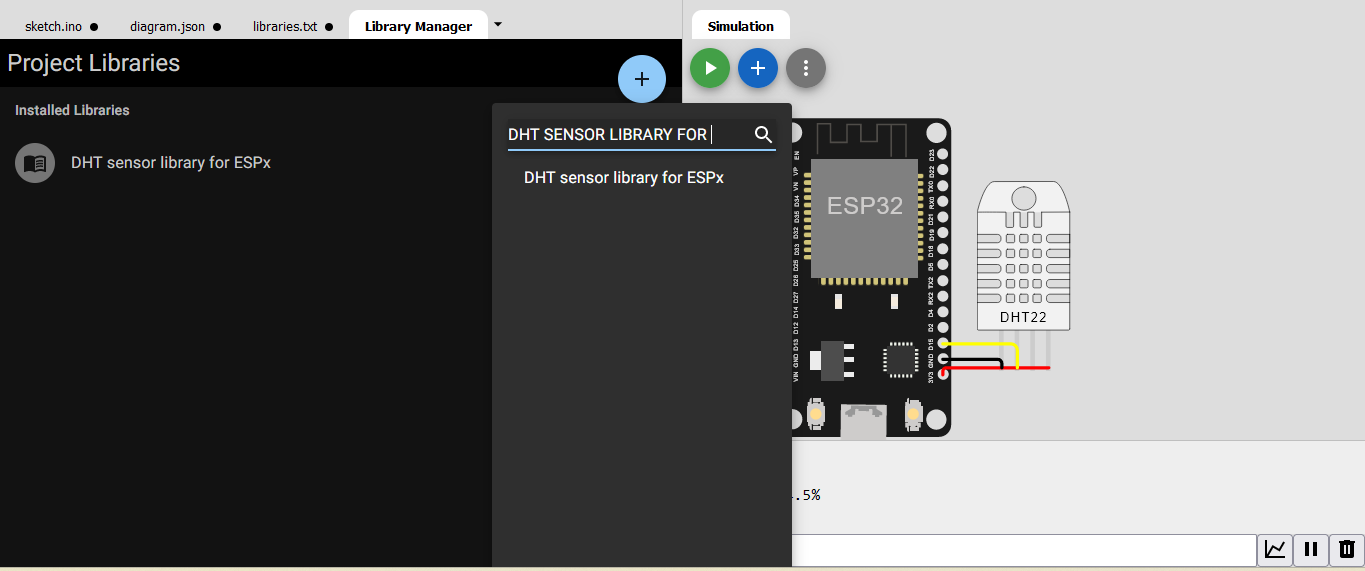 sketch.ino ● diagram.json ● libraries.txt ● Library Manager
Simulation
Project Libraries
Installed Libraries
DHT sensor library for ESPx
DHT SENSOR LIBRARY FOR
DHT sensor library for ESPx
ESP32
EN
VP
VN
D34
D35
D32
D33
D25
D26
D27
D14
D12
D13
GND
VIN
D23
D22
TX0
RX0
D21
D19
D18
D5
TX2
RX2
D4
D2
D15
GND
3V3
DHT22
.5%